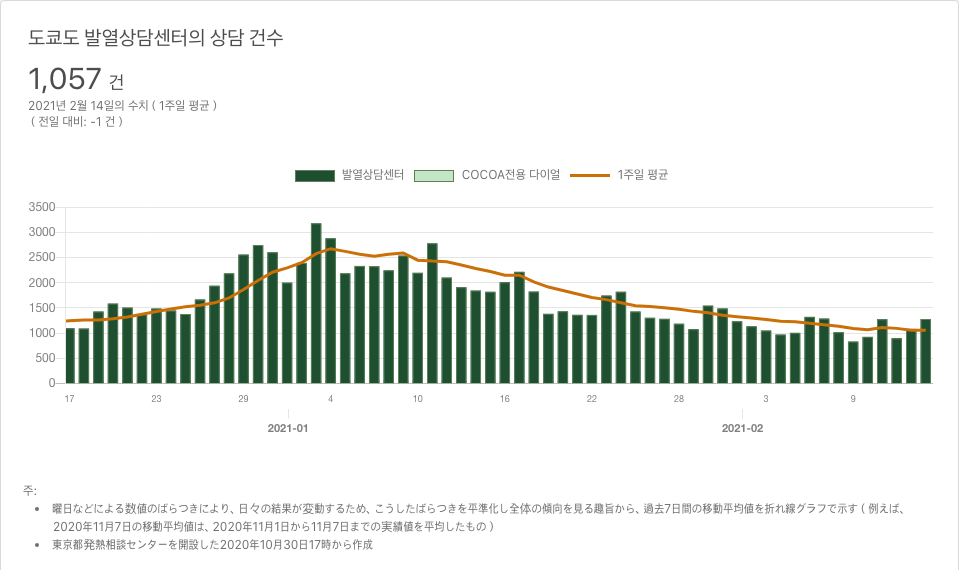 도쿄도 발열상담센터의 상담 건수
1,057 건
2021년 2월 14일의 수치 ( 1주일 평균 )
( 전일 대비: -1 건 )
발열상담센터 COCOA전용 다이얼 1주일 평균
3500
3000
2500
2000
1500
1000
500
0
17 23 29 4 10 16 22 28 3 9
2021-01 2021-02
주:
• 曜日などによる数値のばらつきにより、日々の結果が変動するため、こうしたばらつきを平準化し全体の傾向を見る趣旨から、過去7日間の移動平均値を折れ線グラフで示す ( 例えば、
2020年11月7日の移動平均値は、2020年11月1日から11月7日までの実績値を平均したもの )
• 東京都発熱相談センターを開設した2020年10月30日17時から作成